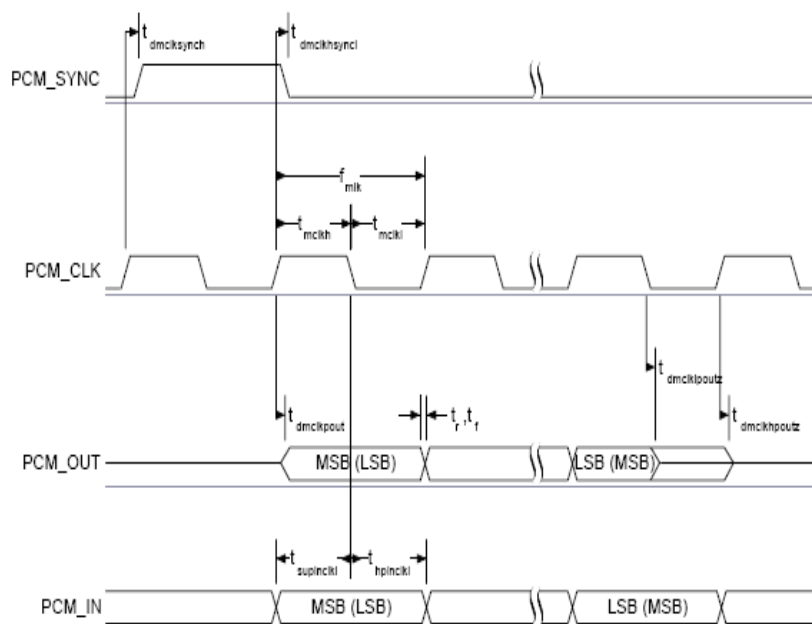 t dmclksynch
t dmclkhsyncl
PCM_SYNC
f mlk
t mclkh
t mclkl
PCM_CLK
t dmclklpoutz
t dmclkpout
t r ,t f
t dmclkhpoutz
PCM_OUT
MSB (LSB)
LSB (MSB)
t supinclkl
t hpinclkl
PCM_IN
MSB (LSB)
LSB (MSB)